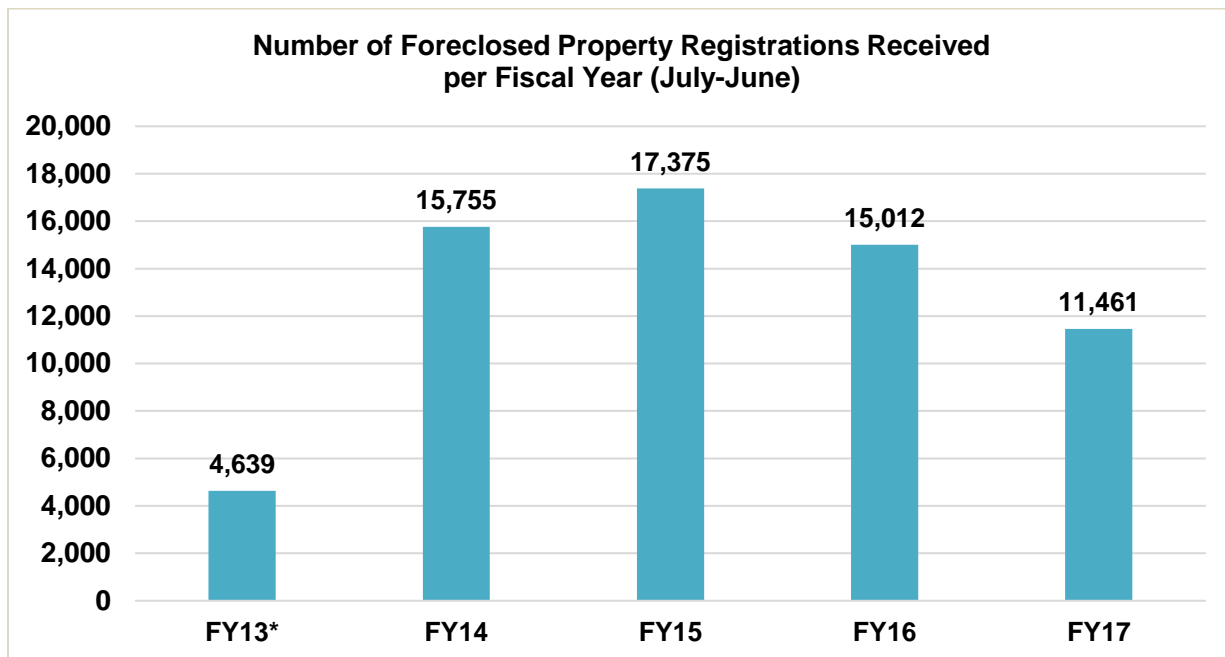 Number of Foreclosed Property Registrations Received
per Fiscal Year (July-June)
20,000
18,000
16,000
14,000
12,000
10,000
8,000
6,000
4,000
2,000
0
4,639
15,755
17,375
15,012
11,461
FY13*
FY14
FY15
FY16
FY17